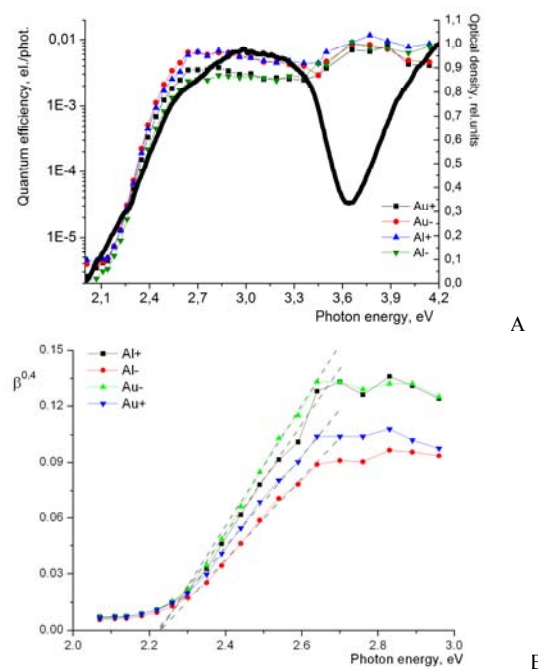 Quantum efficiency, el./phot.
0,01
1E-3
1E-4
1E-5
1,1
1,0
0,9
0,8
0,7
0,6
0,5
0,4
0,3
0,2
0,1
0,0
Optical density, rel.units
Au+
Au-
Al+
Al-
2,1 2,4 2,7 3,0 3,3 3,6 3,9 4,2
Photon energy, eV
A
β0,4
0.15
0.12
0.09
0.06
0.03
0.00
Al+
Al-
Au-
Au+
2.0 2.2 2.4 2.6 2.8 3.0
Photon energy, eV